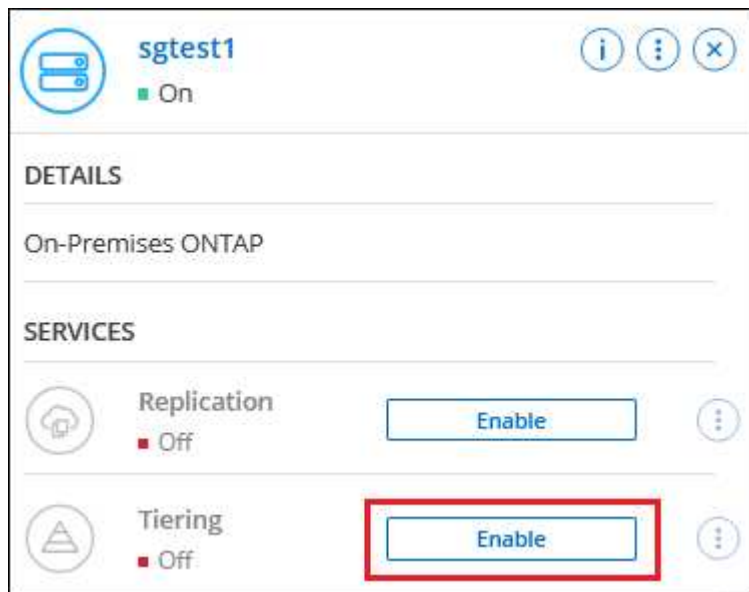 sgtest1
On
DETAILS
On-Premises ONTAP
SERVICES
Replication
Off
Enable
Tiering
Off
Enable